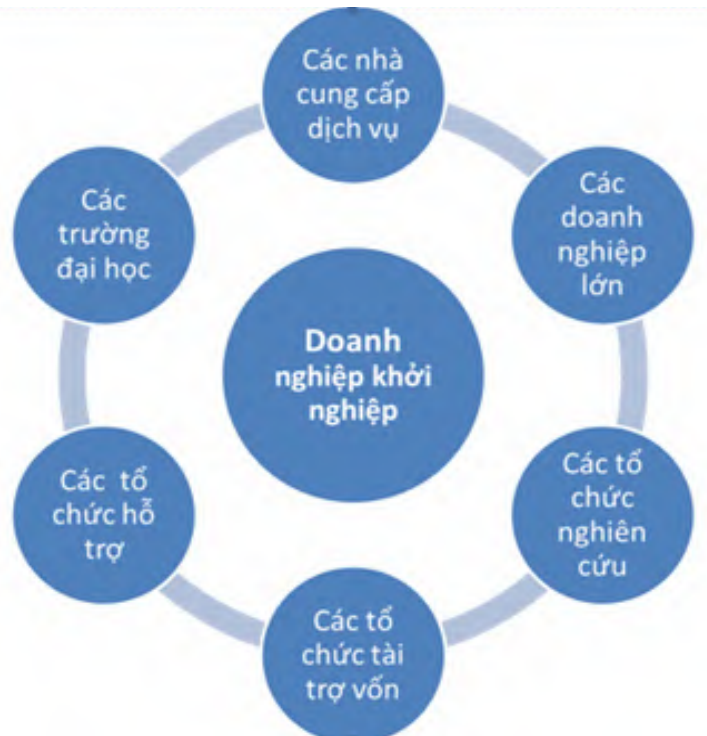 Các nhà
cung cấp
dịch vụ
Các
doanh
nghiệp
lớn
Các tổ
chức
nghiên
cứu
Các tổ
chức tài
trợ vốn
Các tổ
chức hỗ
trợ
Các
trường
đại học
Doanh
nghiệp khởi
nghiệp